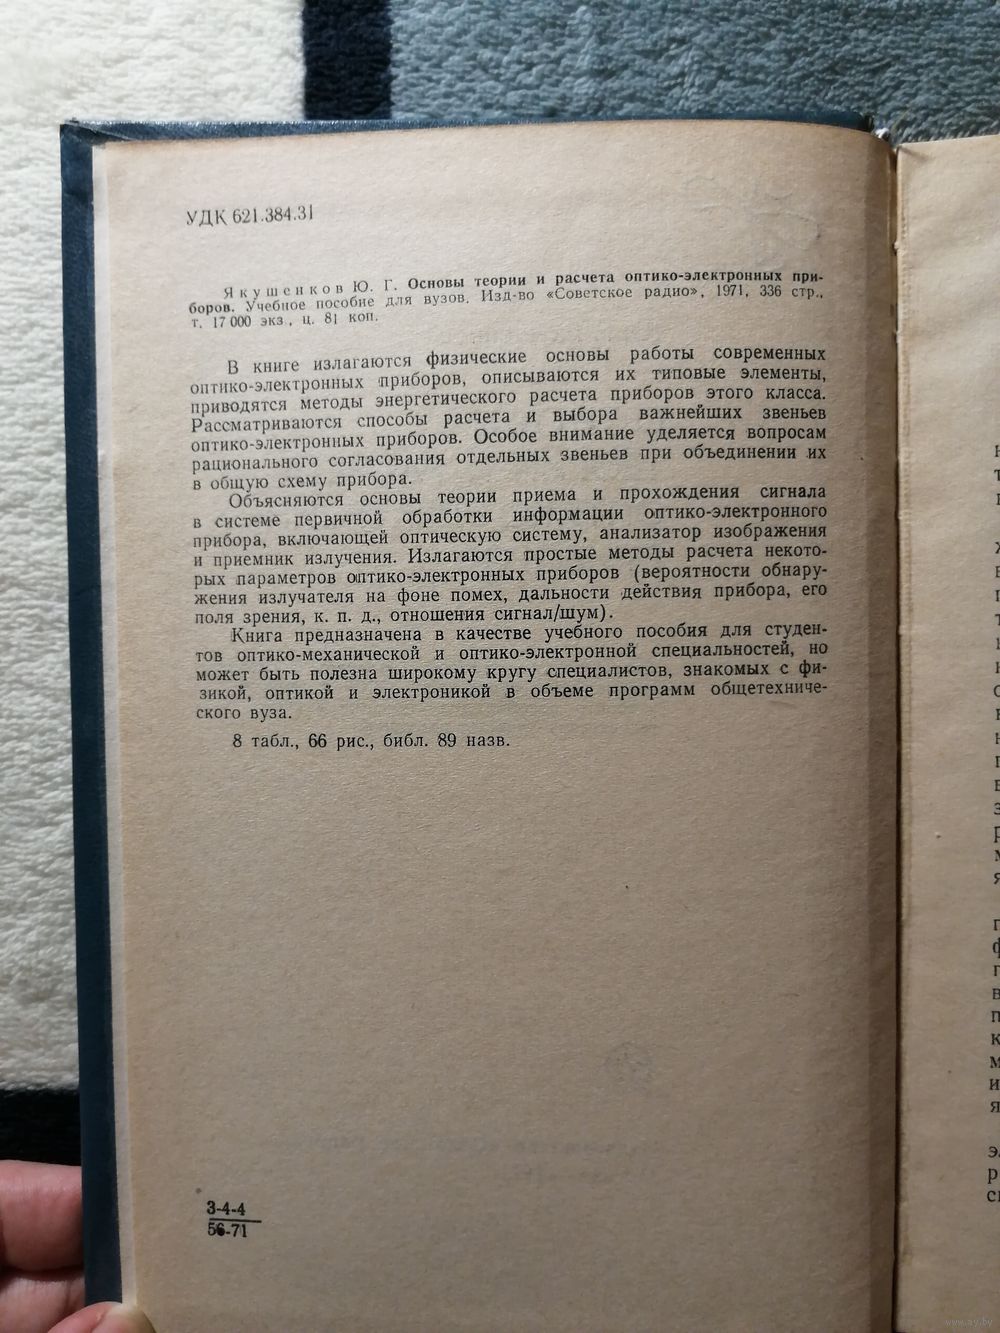 УДК 621.384.31
Якушенков Ю. Г. Основы теории и расчета оптико-электронных при-
боров. Учебное пособие для вузов. Изд-во «Советское радио», 1971, 336 стр.,
т. 17 000 экз., ц. 81 коп.
В книге излагаются физические основы работы современных
оптико-электронных приборов, описываются их типовые элементы,
приводятся методы энергетического расчета приборов этого класса.
Рассматриваются способы расчета и выбора важнейших звеньев
оптико-электронных приборов. Особое внимание уделяется вопросам
рационального согласования отдельных звеньев при объединении их
в общую схему прибора.
Объясняются основы теории приема и прохождения сигнала
в системе первичной обработки информации оптико-электронного
прибора, включающей оптическую систему, анализатор изображения
и приемник излучения. Излагаются простые методы расчета некото-
рых параметров оптико-электронных приборов (вероятности обнару-
жения излучателя на фоне помех, дальности действия прибора, его
поля зрения, к. п. д., отношения сигнал/шум).
Книга предназначена в качестве учебного пособия для студен-
тов оптико-механической и оптико-электронной специальностей, но
может быть полезна широкому кругу специалистов, знакомых с фи-
зикой, оптикой и электроникой в объеме программ общетехниче-
ского вуза.
8 табл., 66 рис., библ. 89 назв.
3-4-4
56-71
www.ay.by